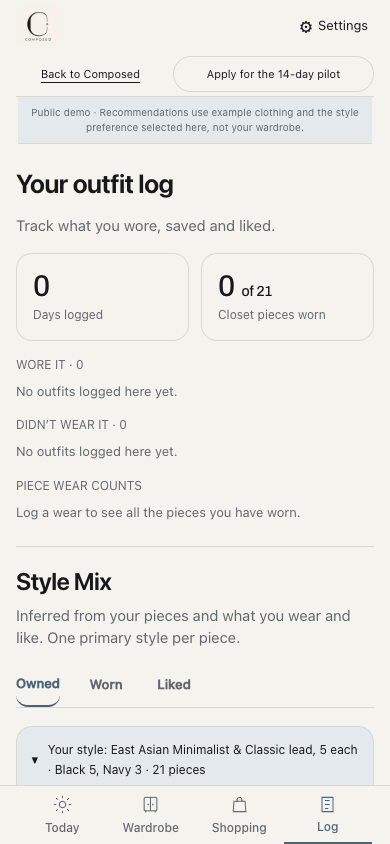 C
COMPOSED
⚙ Settings
Back to Composed
Apply for the 14-day pilot
Public demo · Recommendations use example clothing and the style
preference selected here, not your wardrobe.
Your outfit log
Track what you wore, saved and liked.
0
Days logged
0 of 21
Closet pieces worn
WORE IT · 0
No outfits logged here yet.
DIDN’T WEAR IT · 0
No outfits logged here yet.
PIECE WEAR COUNTS
Log a wear to see all the pieces you have worn.
Style Mix
Inferred from your pieces and what you wear and
like. One primary style per piece.
Owned
Worn
Liked
▼ Your style: East Asian Minimalist & Classic lead, 5 each
· Black 5, Navy 3 · 21 pieces
Today
Wardrobe
Shopping
Log